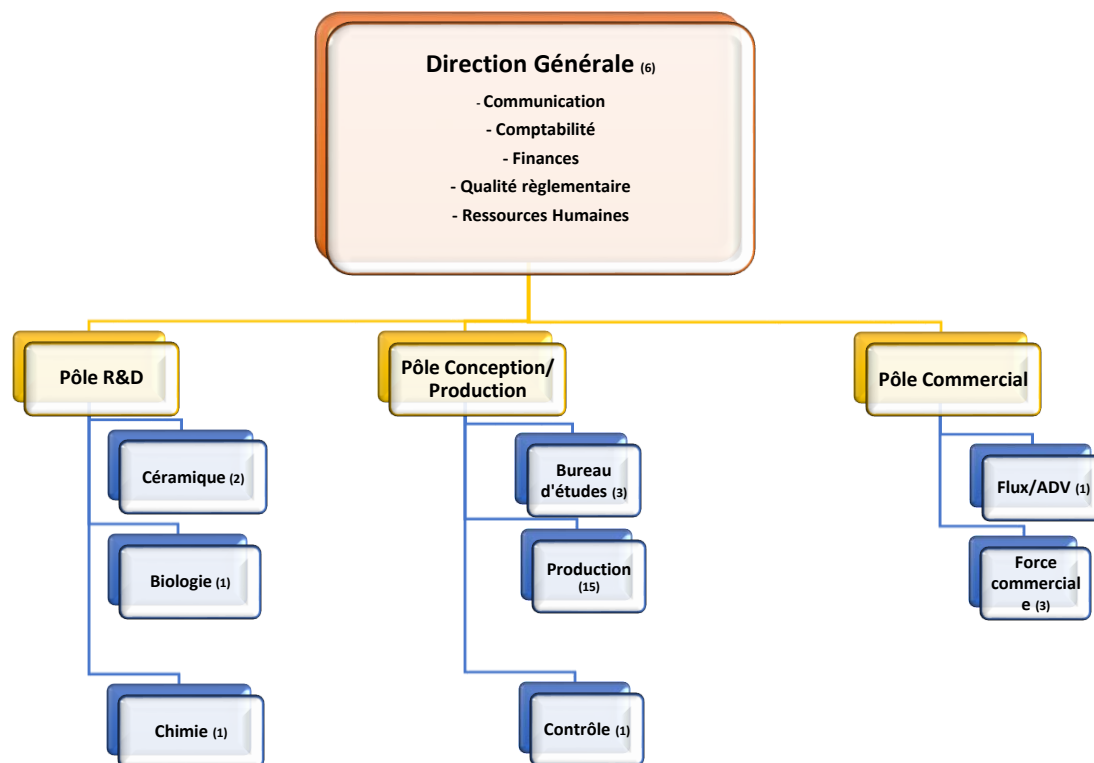 Direction Générale (6)
- Communication
- Comptabilité
- Finances
- Qualité règlementaire
- Ressources Humaines
Pôle R&D
Céramique (2)
Biologie (1)
Chimie (1)
Pôle Conception/
Production
Bureau
d'études (3)
Production
(15)
Contrôle (1)
Pôle Commercial
Flux/ADV (1)
Force
commercial
e (3)